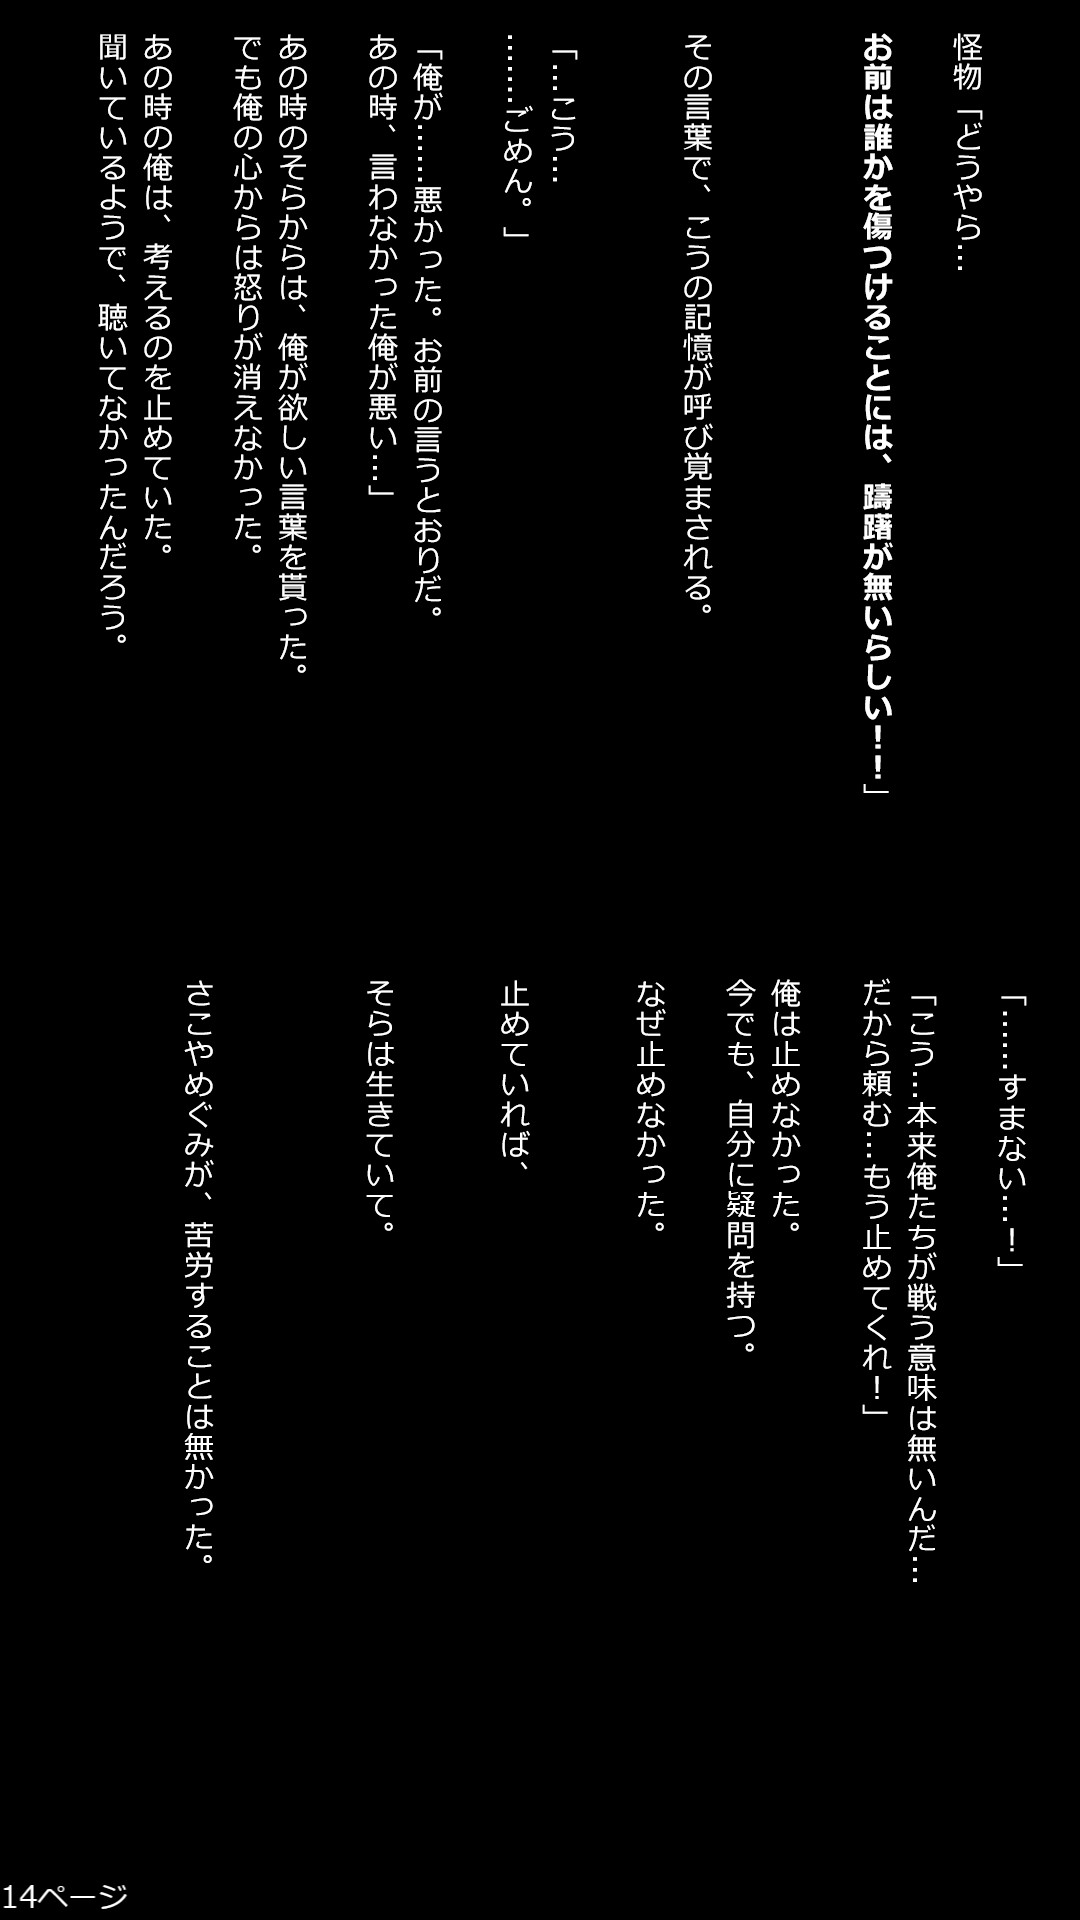 怪物「どうやら…
お前は誰かを傷つけることには、躊躇が無いらしい！！」
その言葉で、こうの記憶が呼び覚まされる。
「…こう…
……ごめん。」
「俺が……悪かった。お前の言うとおりだ。
あの時、言わなかった俺が悪い…」
あの時のそらからは、俺が欲しい言葉を貰った。
でも俺の心からは怒りが消えなかった。
あの時の俺は、考えるのを止めていた。
聞いているようで、聴いてなかったんだろう。
「……すまない…！」
「こう…本来俺たちが戦う意味は無いんだ…
だから頼む…もう止めてくれ！」
俺は止めなかった。
今でも、自分に疑問を持つ。
なぜ止めなかった。
止めていれば、
そらは生きていて。
さこやめぐみが、苦労することは無かった。
14ページ